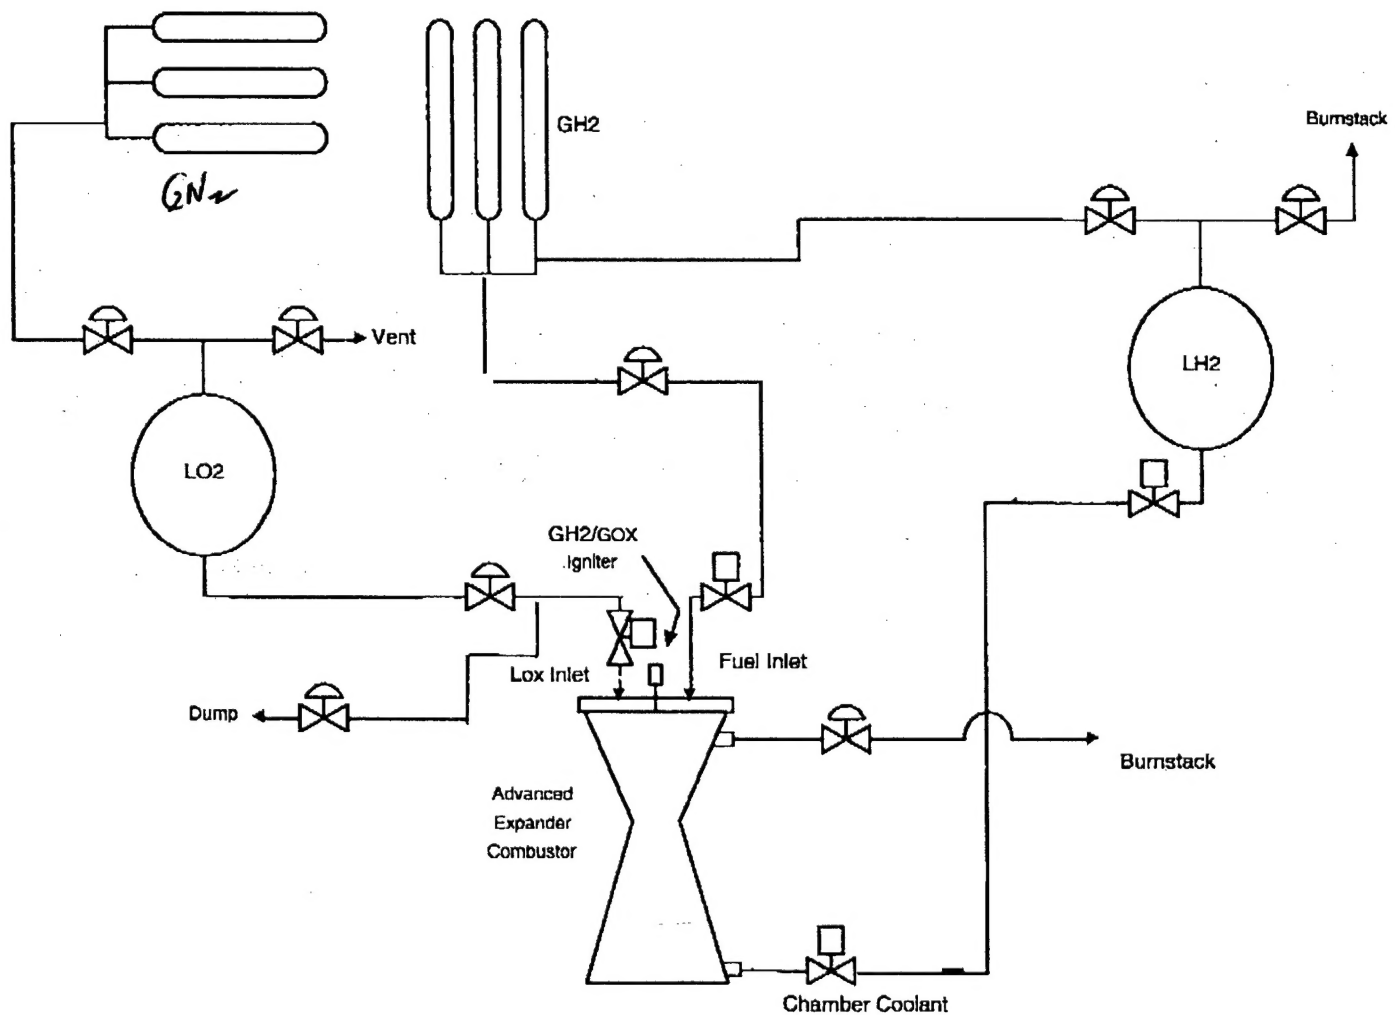 GH2
Burnstack
GN2
Vent
LH2
LO2
GH2/GOX
Igniter
Lox Inlet
Fuel Inlet
Dump
Burnstack
Advanced
Expander
Combustor
Chamber Coolant